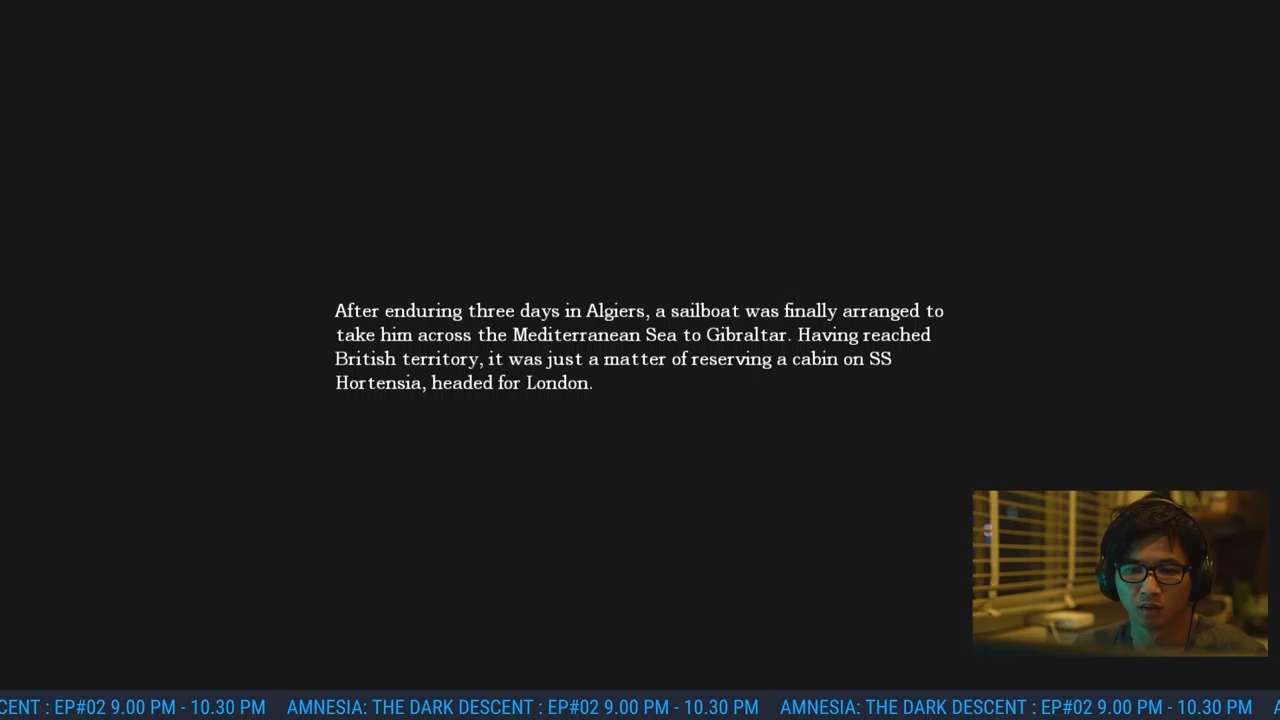 After enduring three days in Algiers, a sailboat was finally arranged to
take him across the Mediterranean Sea to Gibraltar. Having reached
British territory, it was just a matter of reserving a cabin on SS
Hortensia, headed for London.
CENT : EP#02 9.00 PM - 10.30 PM AMNESIA: THE DARK DESCENT : EP#02 9.00 PM - 10.30 PM AMNESIA: THE DARK DESCENT : EP#02 9.00 PM - 10.30 PM